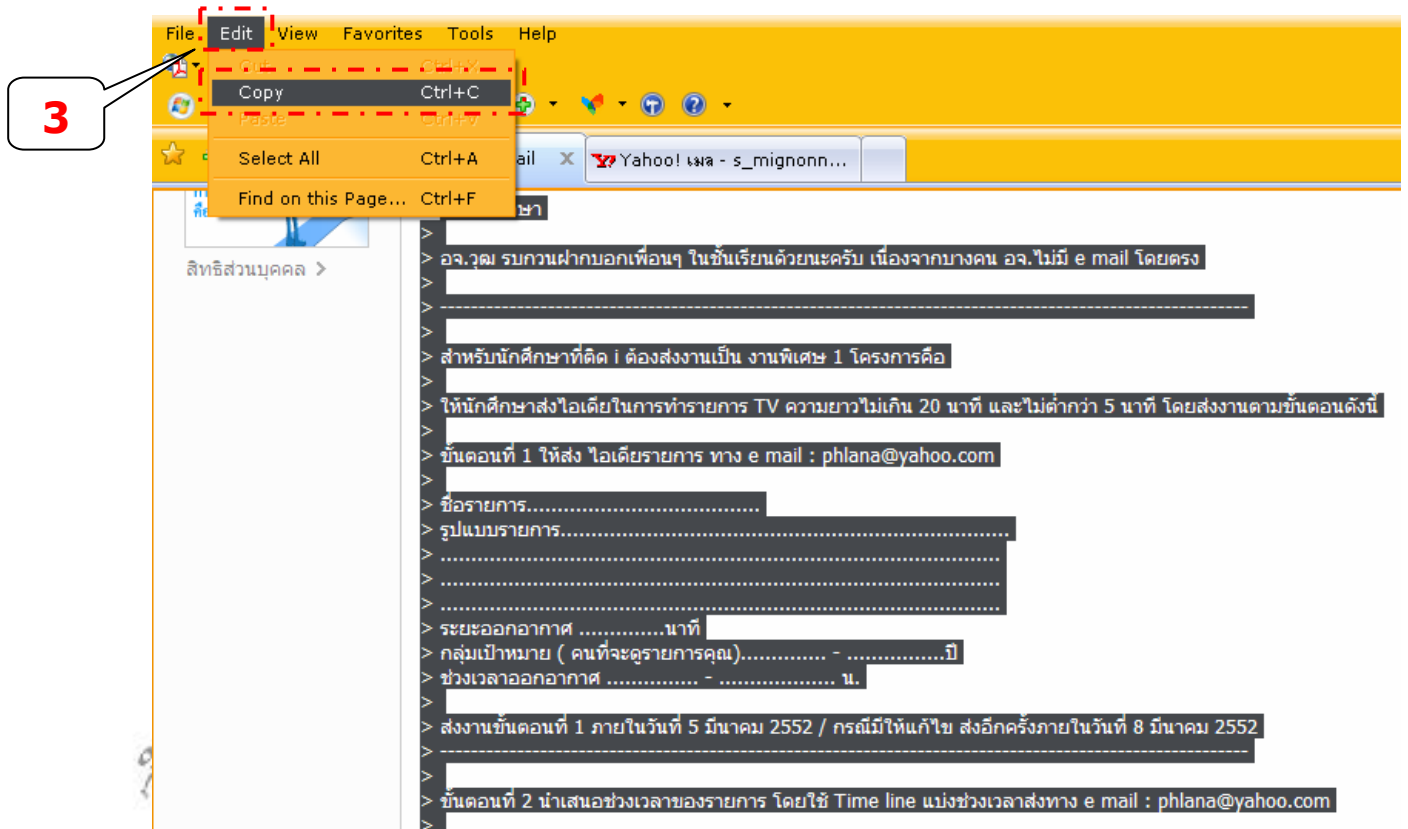 File Edit View Favorites Tools Help
Cut Ctrl+X
Copy Ctrl+C
Paste Ctrl+V
Select All Ctrl+A
Find on this Page... Ctrl+F
3
ail
Yahoo! เมล - s_mignonn...
สิทธิส่วนบุคคล >
ษา
>
> อจ.วุฒ รบกวนฝากบอกเพื่อนๆ ในชั้นเรียนด้วยนะครับ เนื่องจากบางคน อจ.ไม่มี e mail โดยตรง
>
> ----------------------------------------------------------------------------------------------------------------
>
> สำหรับนักศึกษาที่ติด i ต้องส่งงานเป็น งานพิเศษ 1 โครงการคือ
>
> ให้นักศึกษาส่งไอเดียในการทำรายการ TV ความยาวไม่เกิน 20 นาที และไม่ต่ำกว่า 5 นาที โดยส่งงานตามขั้นตอนดังนี้
>
> ขั้นตอนที่ 1 ให้ส่ง ไอเดียรายการ ทาง e mail : phlana@yahoo.com
>
> ชื่อรายการ.......................................
> รูปแบบรายการ...........................................................................
> .............................................................................................
> .............................................................................................
> .............................................................................................
> ระยะออกอากาศ ..............นาที
> กลุ่มเป้าหมาย ( คนที่จะดูรายการคุณ).............. - ................ปี
> ช่วงเวลาออกอากาศ ............... - ................... น.
>
> ส่งงานขั้นตอนที่ 1 ภายในวันที่ 5 มีนาคม 2552 / กรณีมีให้แก้ไข ส่งอีกครั้งภายในวันที่ 8 มีนาคม 2552
> ----------------------------------------------------------------------------------------------------------------
>
> ขั้นตอนที่ 2 นำเสนอช่วงเวลาของรายการ โดยใช้ Time line แบ่งช่วงเวลาส่งทาง e mail : phlana@yahoo.com
>